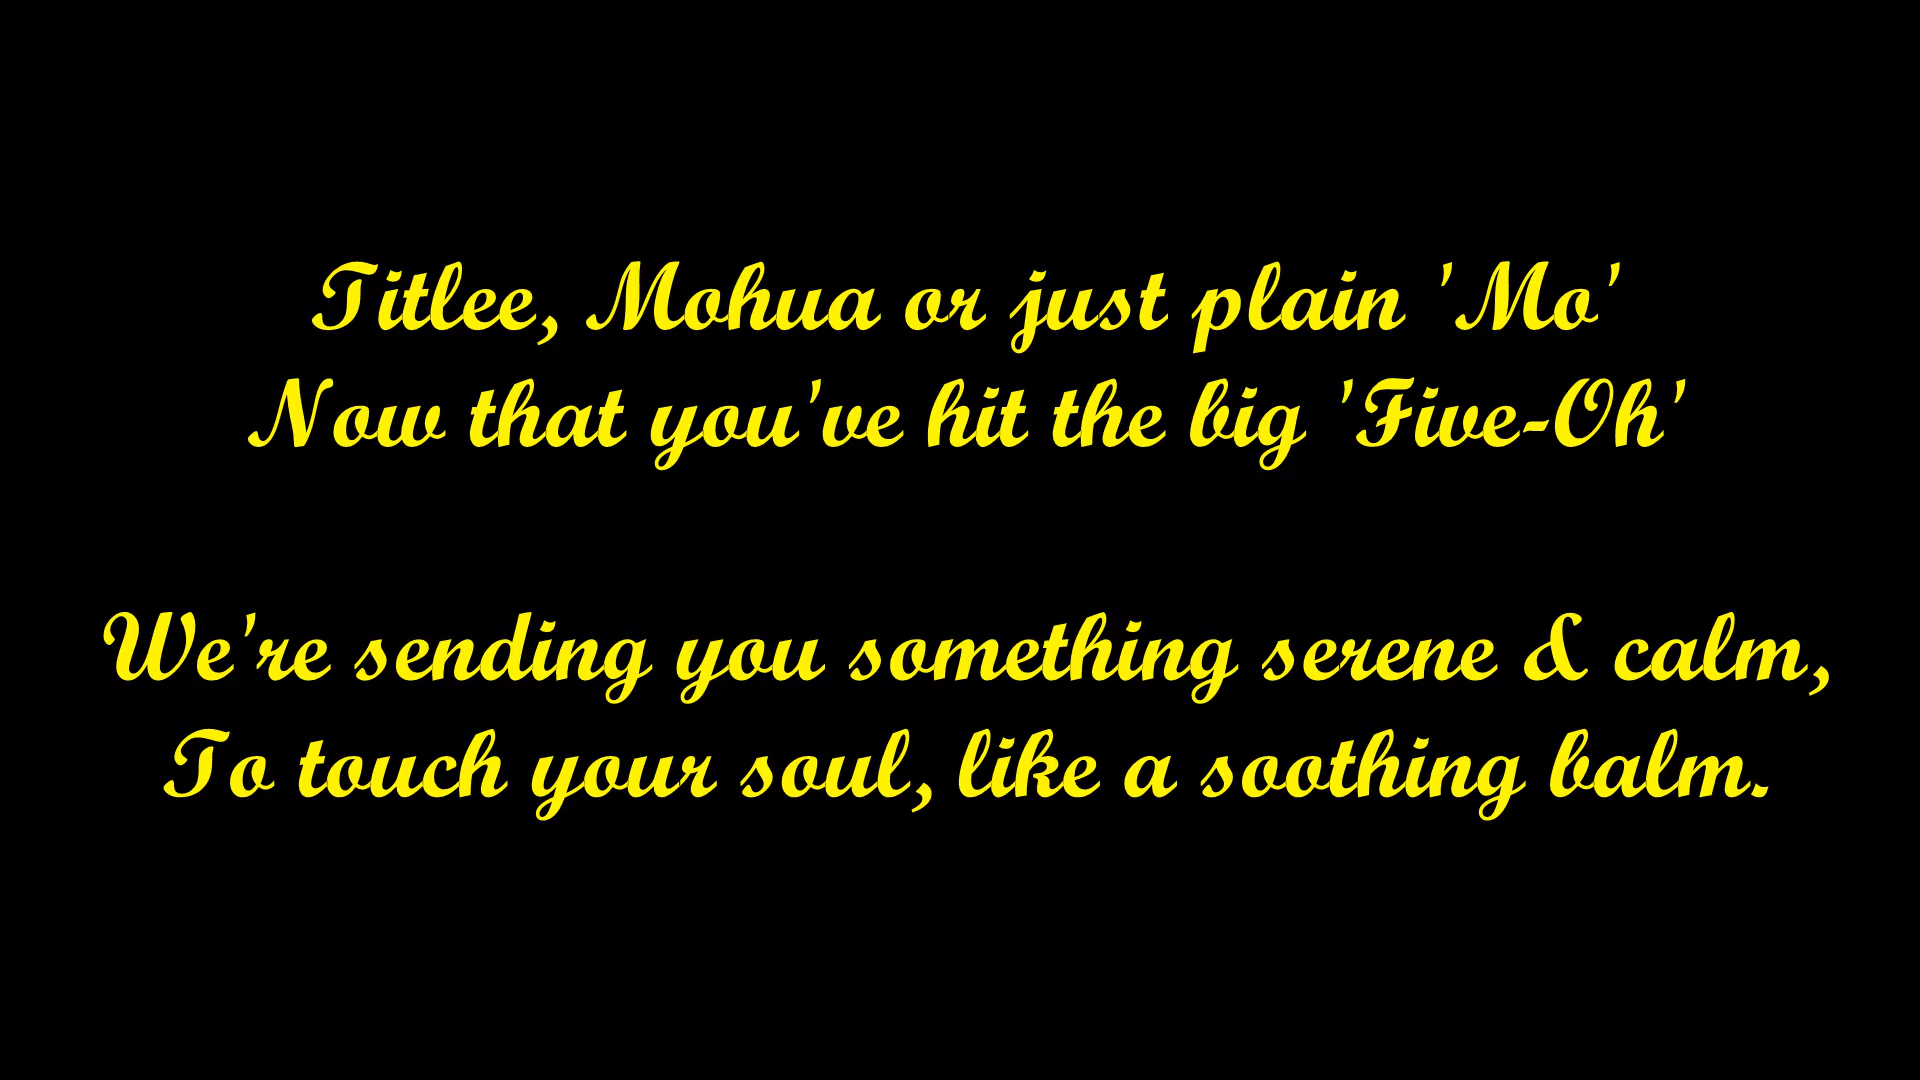 Titlee, Mohua or just plain 'Mo'
Now that you've hit the big 'Five-Oh'
We're sending you something serene & calm,
To touch your soul, like a soothing balm.